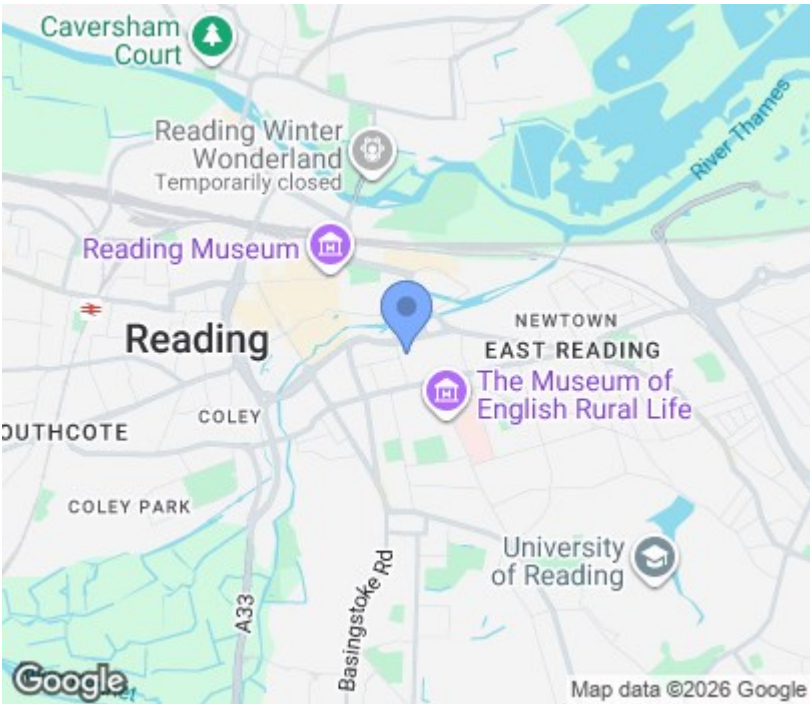 Caversham
Court
Reading Winter
Wonderland
Temporarily closed
River Thames
Reading Museum
NEWTOWN
Reading
EAST READING
The Museum of
English Rural Life
COLEY
OUTHCOTE
COLEY PARK
University
of Reading
Basingstoke Rd
A33
Google
Map data ©2026 Google